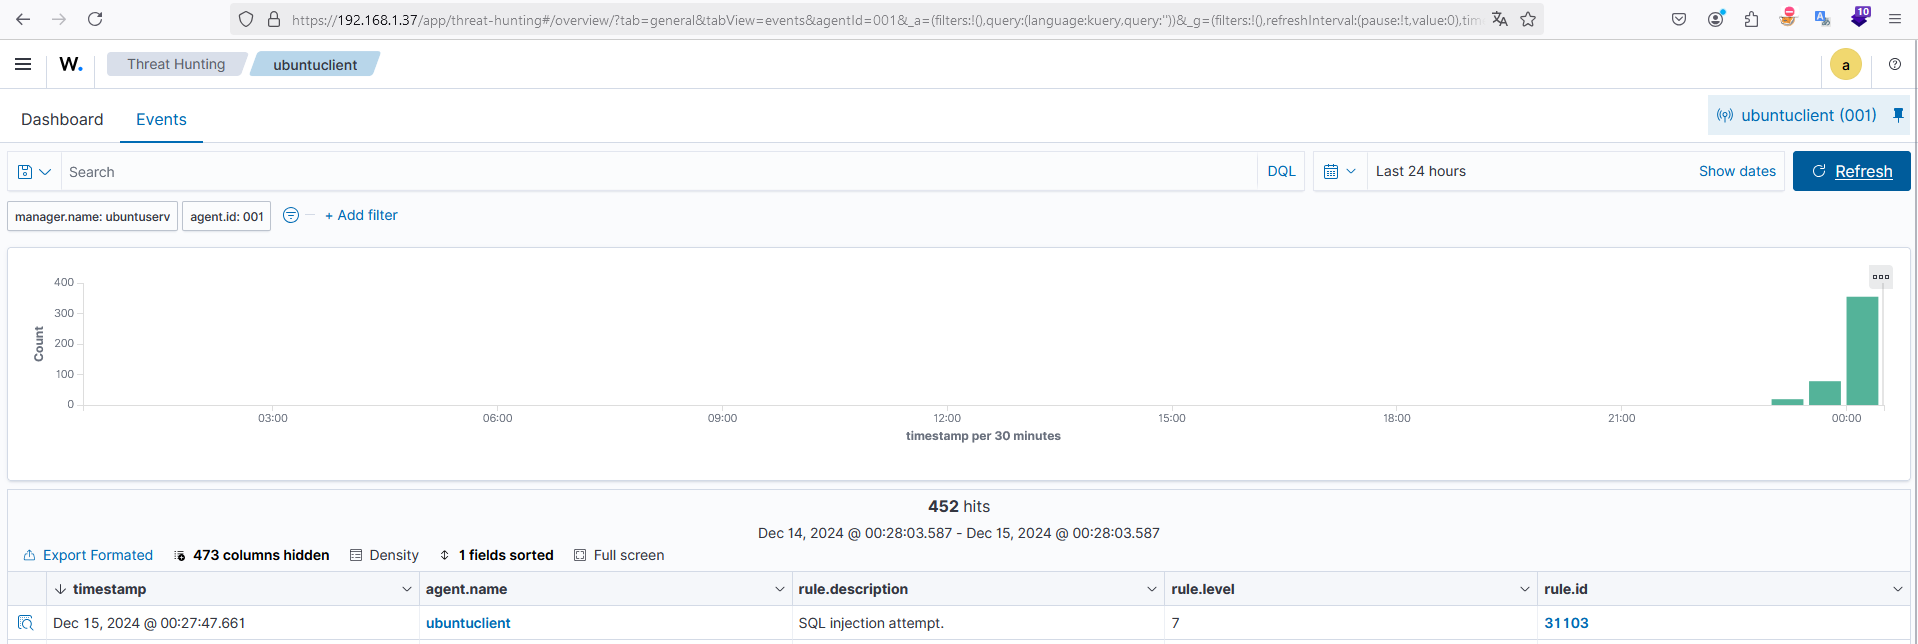 https://192.168.1.37/app/threat-hunting#/overview/?tab=general&tabView=events&agentId=001&_a=(filters:!(),query:(language:kuery,query:''))&_g=(filters:!(),refreshInterval:(pause:!t,value:0),tim
10
W. Threat Hunting ubuntuclient a
Dashboard Events ubuntuclient (001)
Search DQL Last 24 hours Show dates Refresh
manager.name: ubuntuserv agent.id: 001 + Add filter
400
300
200
100
0
Count
03:00 06:00 09:00 12:00 15:00 18:00 21:00 00:00
timestamp per 30 minutes
452 hits
Dec 14, 2024 @ 00:28:03.587 - Dec 15, 2024 @ 00:28:03.587
Export Formated 473 columns hidden Density 1 fields sorted Full screen
timestamp agent.name rule.description rule.level rule.id
Dec 15, 2024 @ 00:27:47.661 ubuntuclient SQL injection attempt. 7 31103